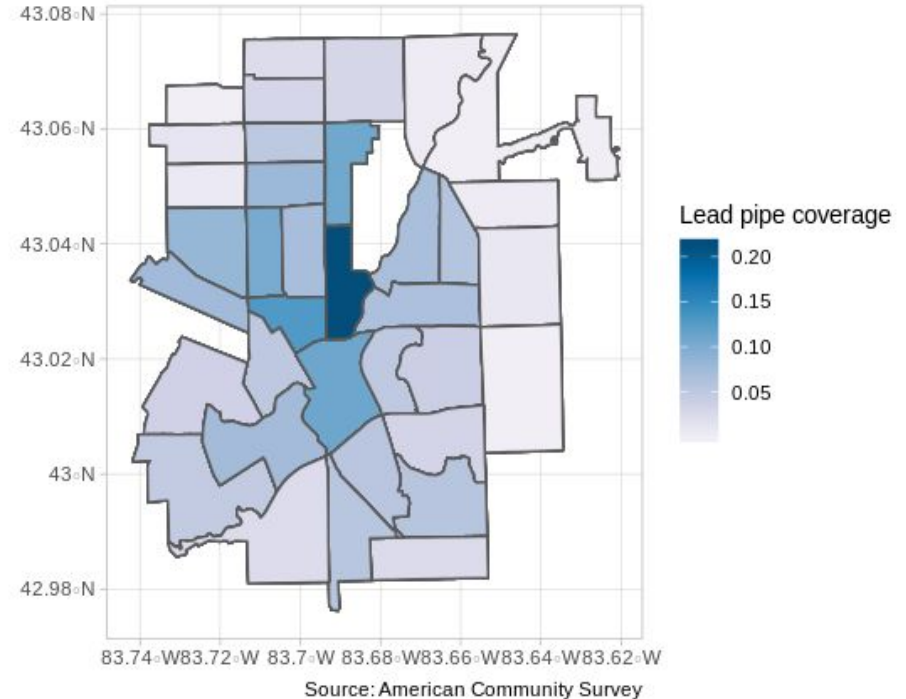 43.08°N
43.06°N
43.04°N
43.02°N
43°N
42.98°N
83.74°W83.72°W 83.7°W 83.68°W83.66°W83.64°W83.62°W
Lead pipe coverage
0.20
0.15
0.10
0.05
Source: American Community Survey